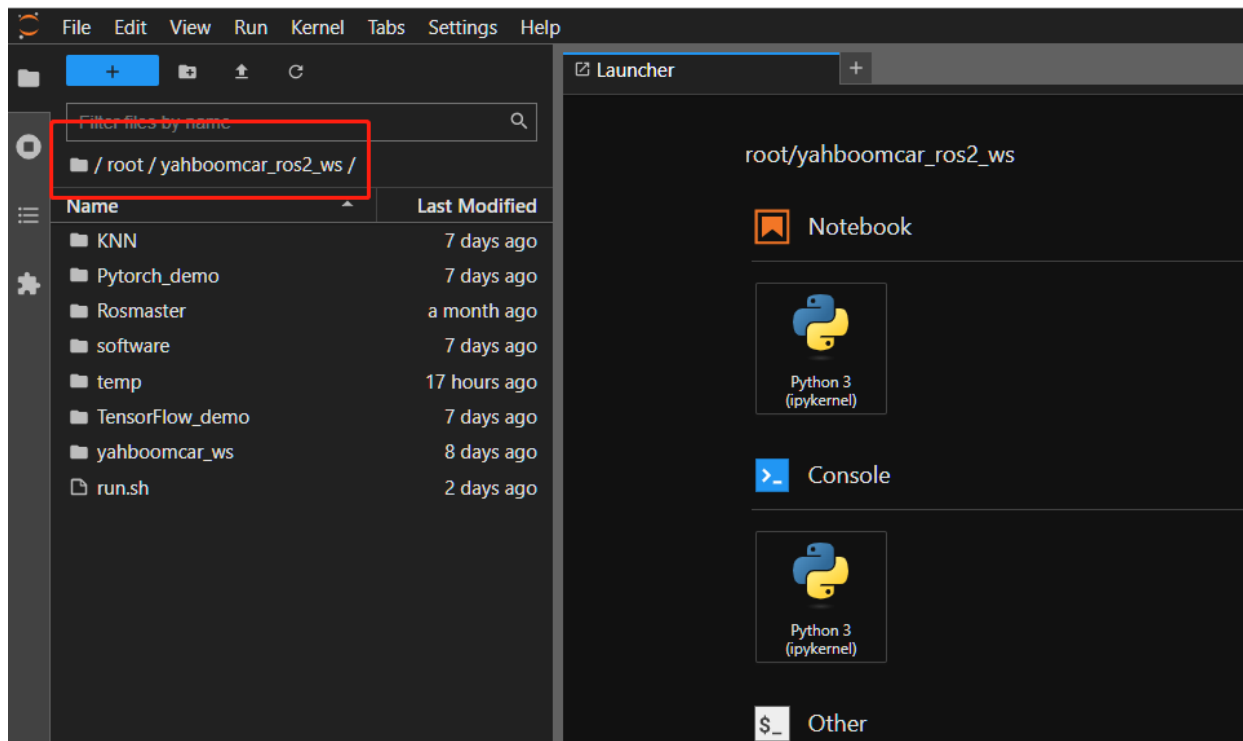 File Edit View Run Kernel Tabs Settings Help
+
Filter files by name
/ root / yahboomcar_ros2_ws /
Name Last Modified
KNN 7 days ago
Pytorch_demo 7 days ago
Rosmaster a month ago
software 7 days ago
temp 17 hours ago
TensorFlow_demo 7 days ago
yahboomcar_ws 8 days ago
run.sh 2 days ago
Launcher +
root/yahboomcar_ros2_ws
Notebook
Python 3
(ipykernel)
>_ Console
Python 3
(ipykernel)
$_ Other